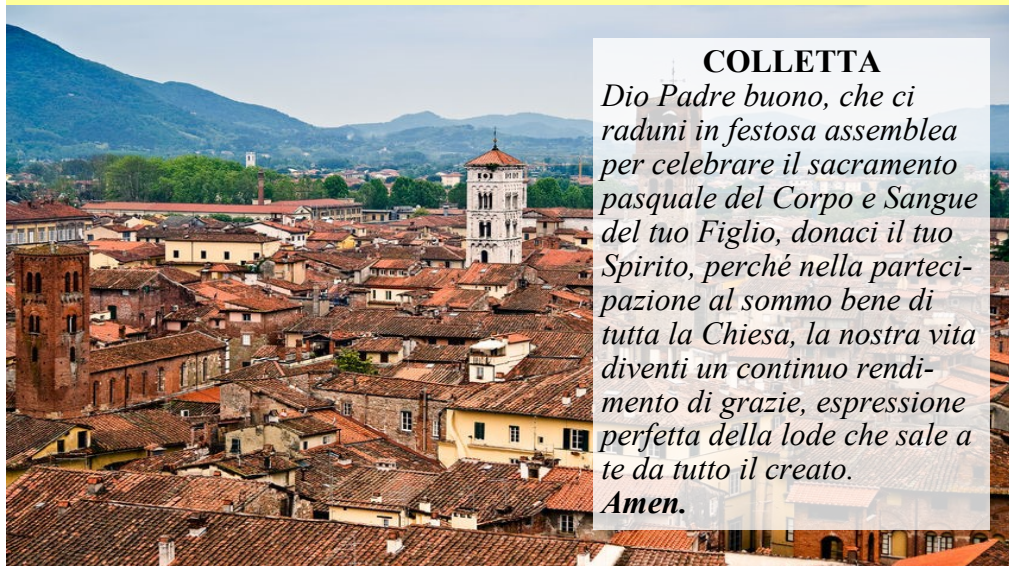 COLLETTA
Dio Padre buono, che ci
raduni in festosa assemblea
per celebrare il sacramento
pasquale del Corpo e Sangue
del tuo Figlio, donaci il tuo
Spirito, perché nella parteci-
pazione al sommo bene di
tutta la Chiesa, la nostra vita
diventi un continuo rendi-
mento di grazie, espressione
perfetta della lode che sale a
te da tutto il creato.
Amen.